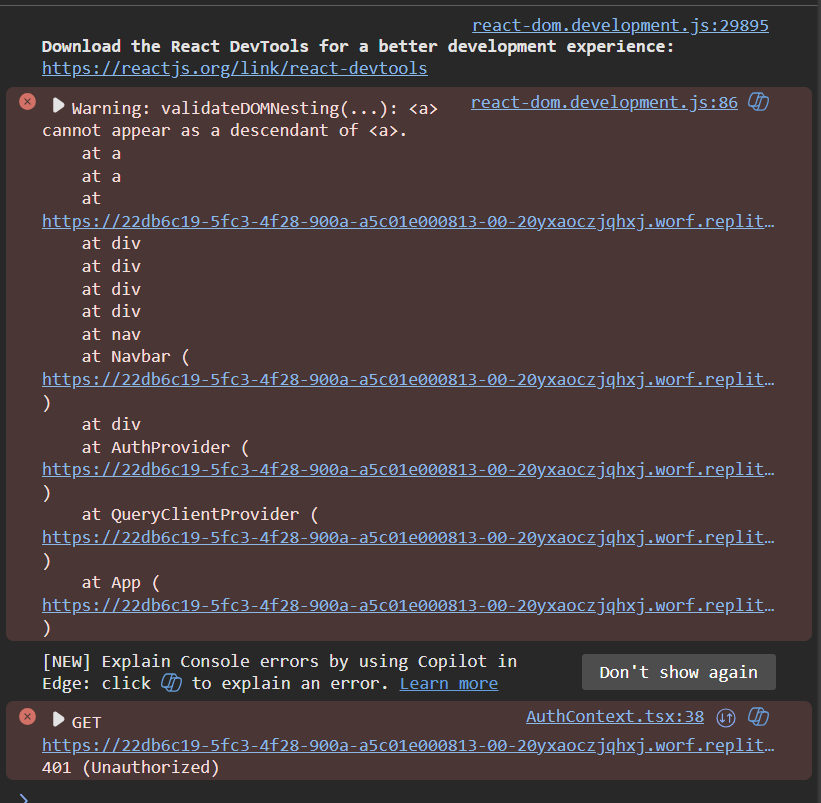 react-dom.development.js:29895
Download the React DevTools for a better development experience:
https://reactjs.org/link/react-devtools
Warning: validateDOMNesting(...): <a> react-dom.development.js:86
cannot appear as a descendant of <a>.
at a
at a
at
https://22db6c19-5fc3-4f28-900a-a5c01e000813-00-20yxaoczjqhxj.worf.replit…
at div
at div
at div
at div
at nav
at Navbar (
https://22db6c19-5fc3-4f28-900a-a5c01e000813-00-20yxaoczjqhxj.worf.replit…
)
at div
at AuthProvider (
https://22db6c19-5fc3-4f28-900a-a5c01e000813-00-20yxaoczjqhxj.worf.replit…
)
at QueryClientProvider (
https://22db6c19-5fc3-4f28-900a-a5c01e000813-00-20yxaoczjqhxj.worf.replit…
)
at App (
https://22db6c19-5fc3-4f28-900a-a5c01e000813-00-20yxaoczjqhxj.worf.replit…
)
[NEW] Explain Console errors by using Copilot in
Edge: click to explain an error. Learn more
Don't show again
GET AuthContext.tsx:38
https://22db6c19-5fc3-4f28-900a-a5c01e000813-00-20yxaoczjqhxj.worf.replit…
401 (Unauthorized)